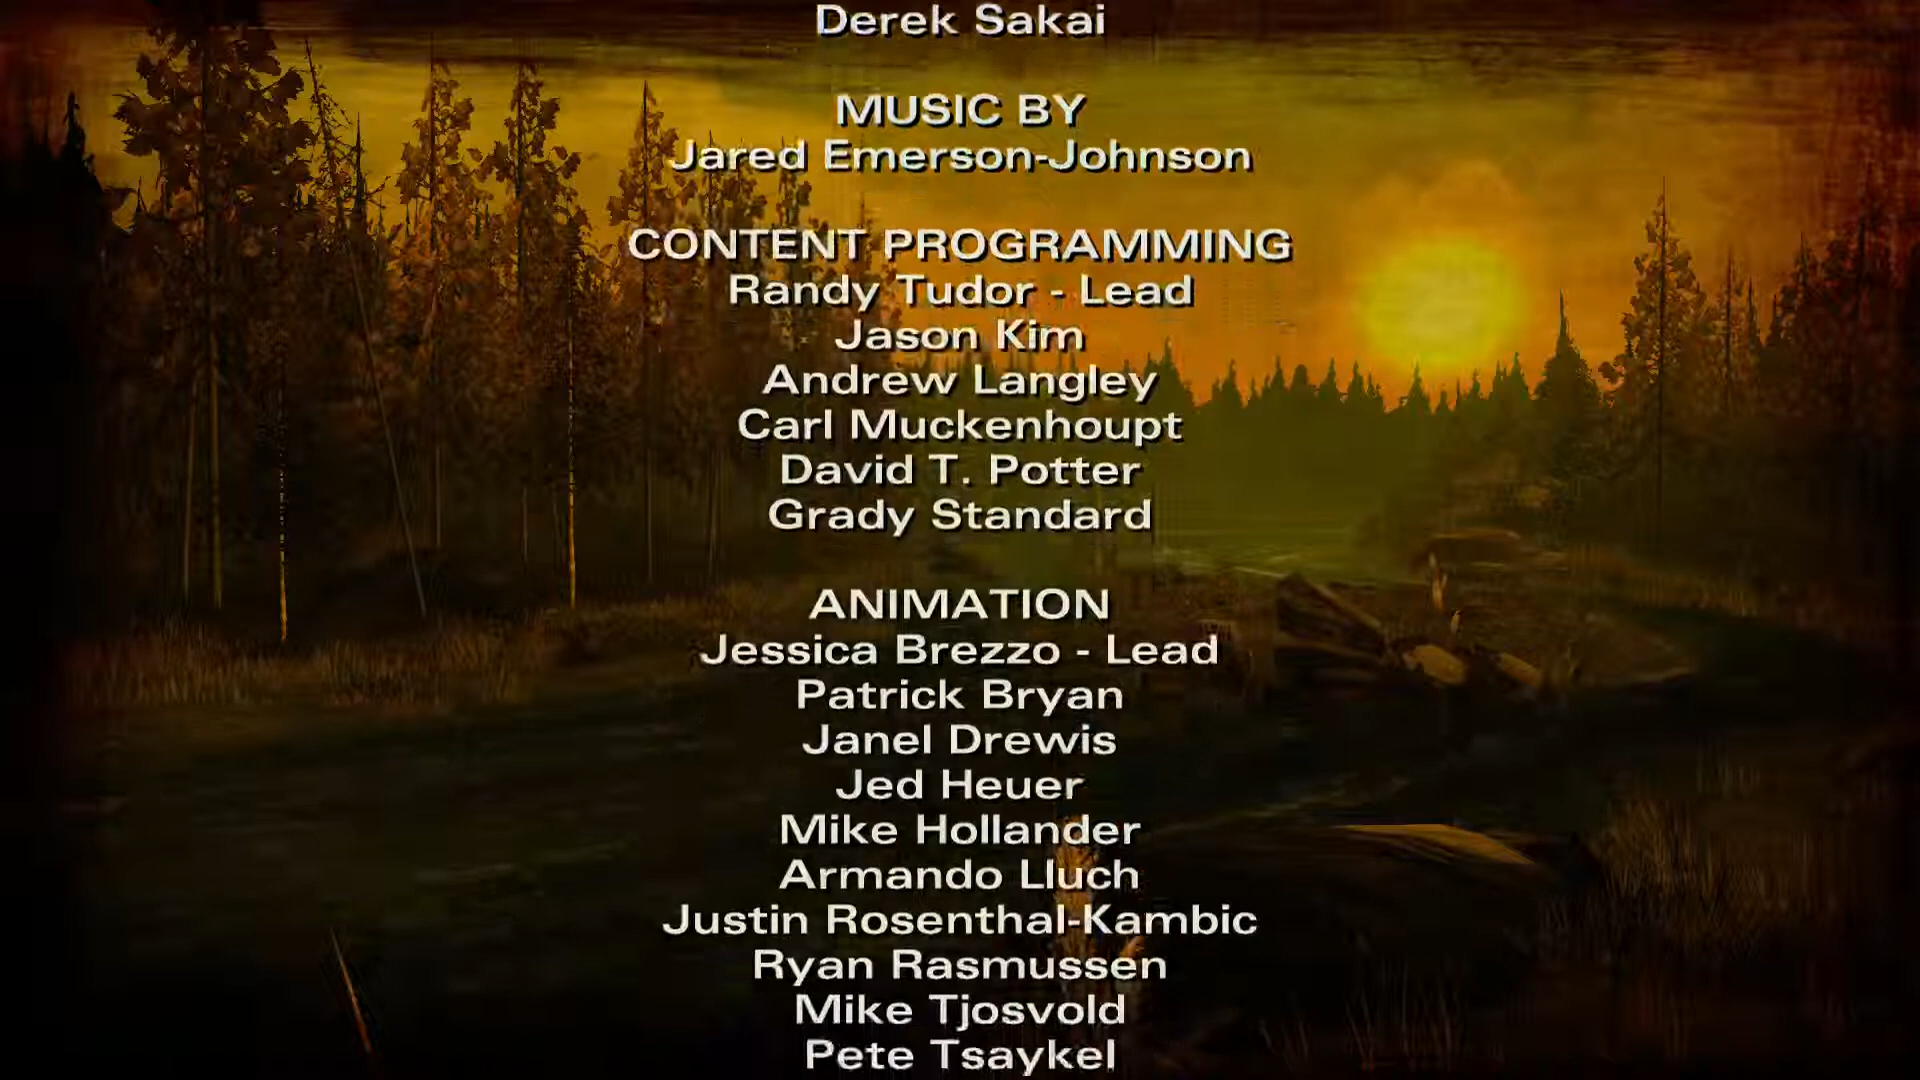 Derek Sakai
MUSIC BY
Jared Emerson-Johnson
CONTENT PROGRAMMING
Randy Tudor - Lead
Jason Kim
Andrew Langley
Carl Muckenhoupt
David T. Potter
Grady Standard
ANIMATION
Jessica Brezzo - Lead
Patrick Bryan
Janel Drewis
Jed Heuer
Mike Hollander
Armando Lluch
Justin Rosenthal-Kambic
Ryan Rasmussen
Mike Tjosvold
Pete Tsaykel